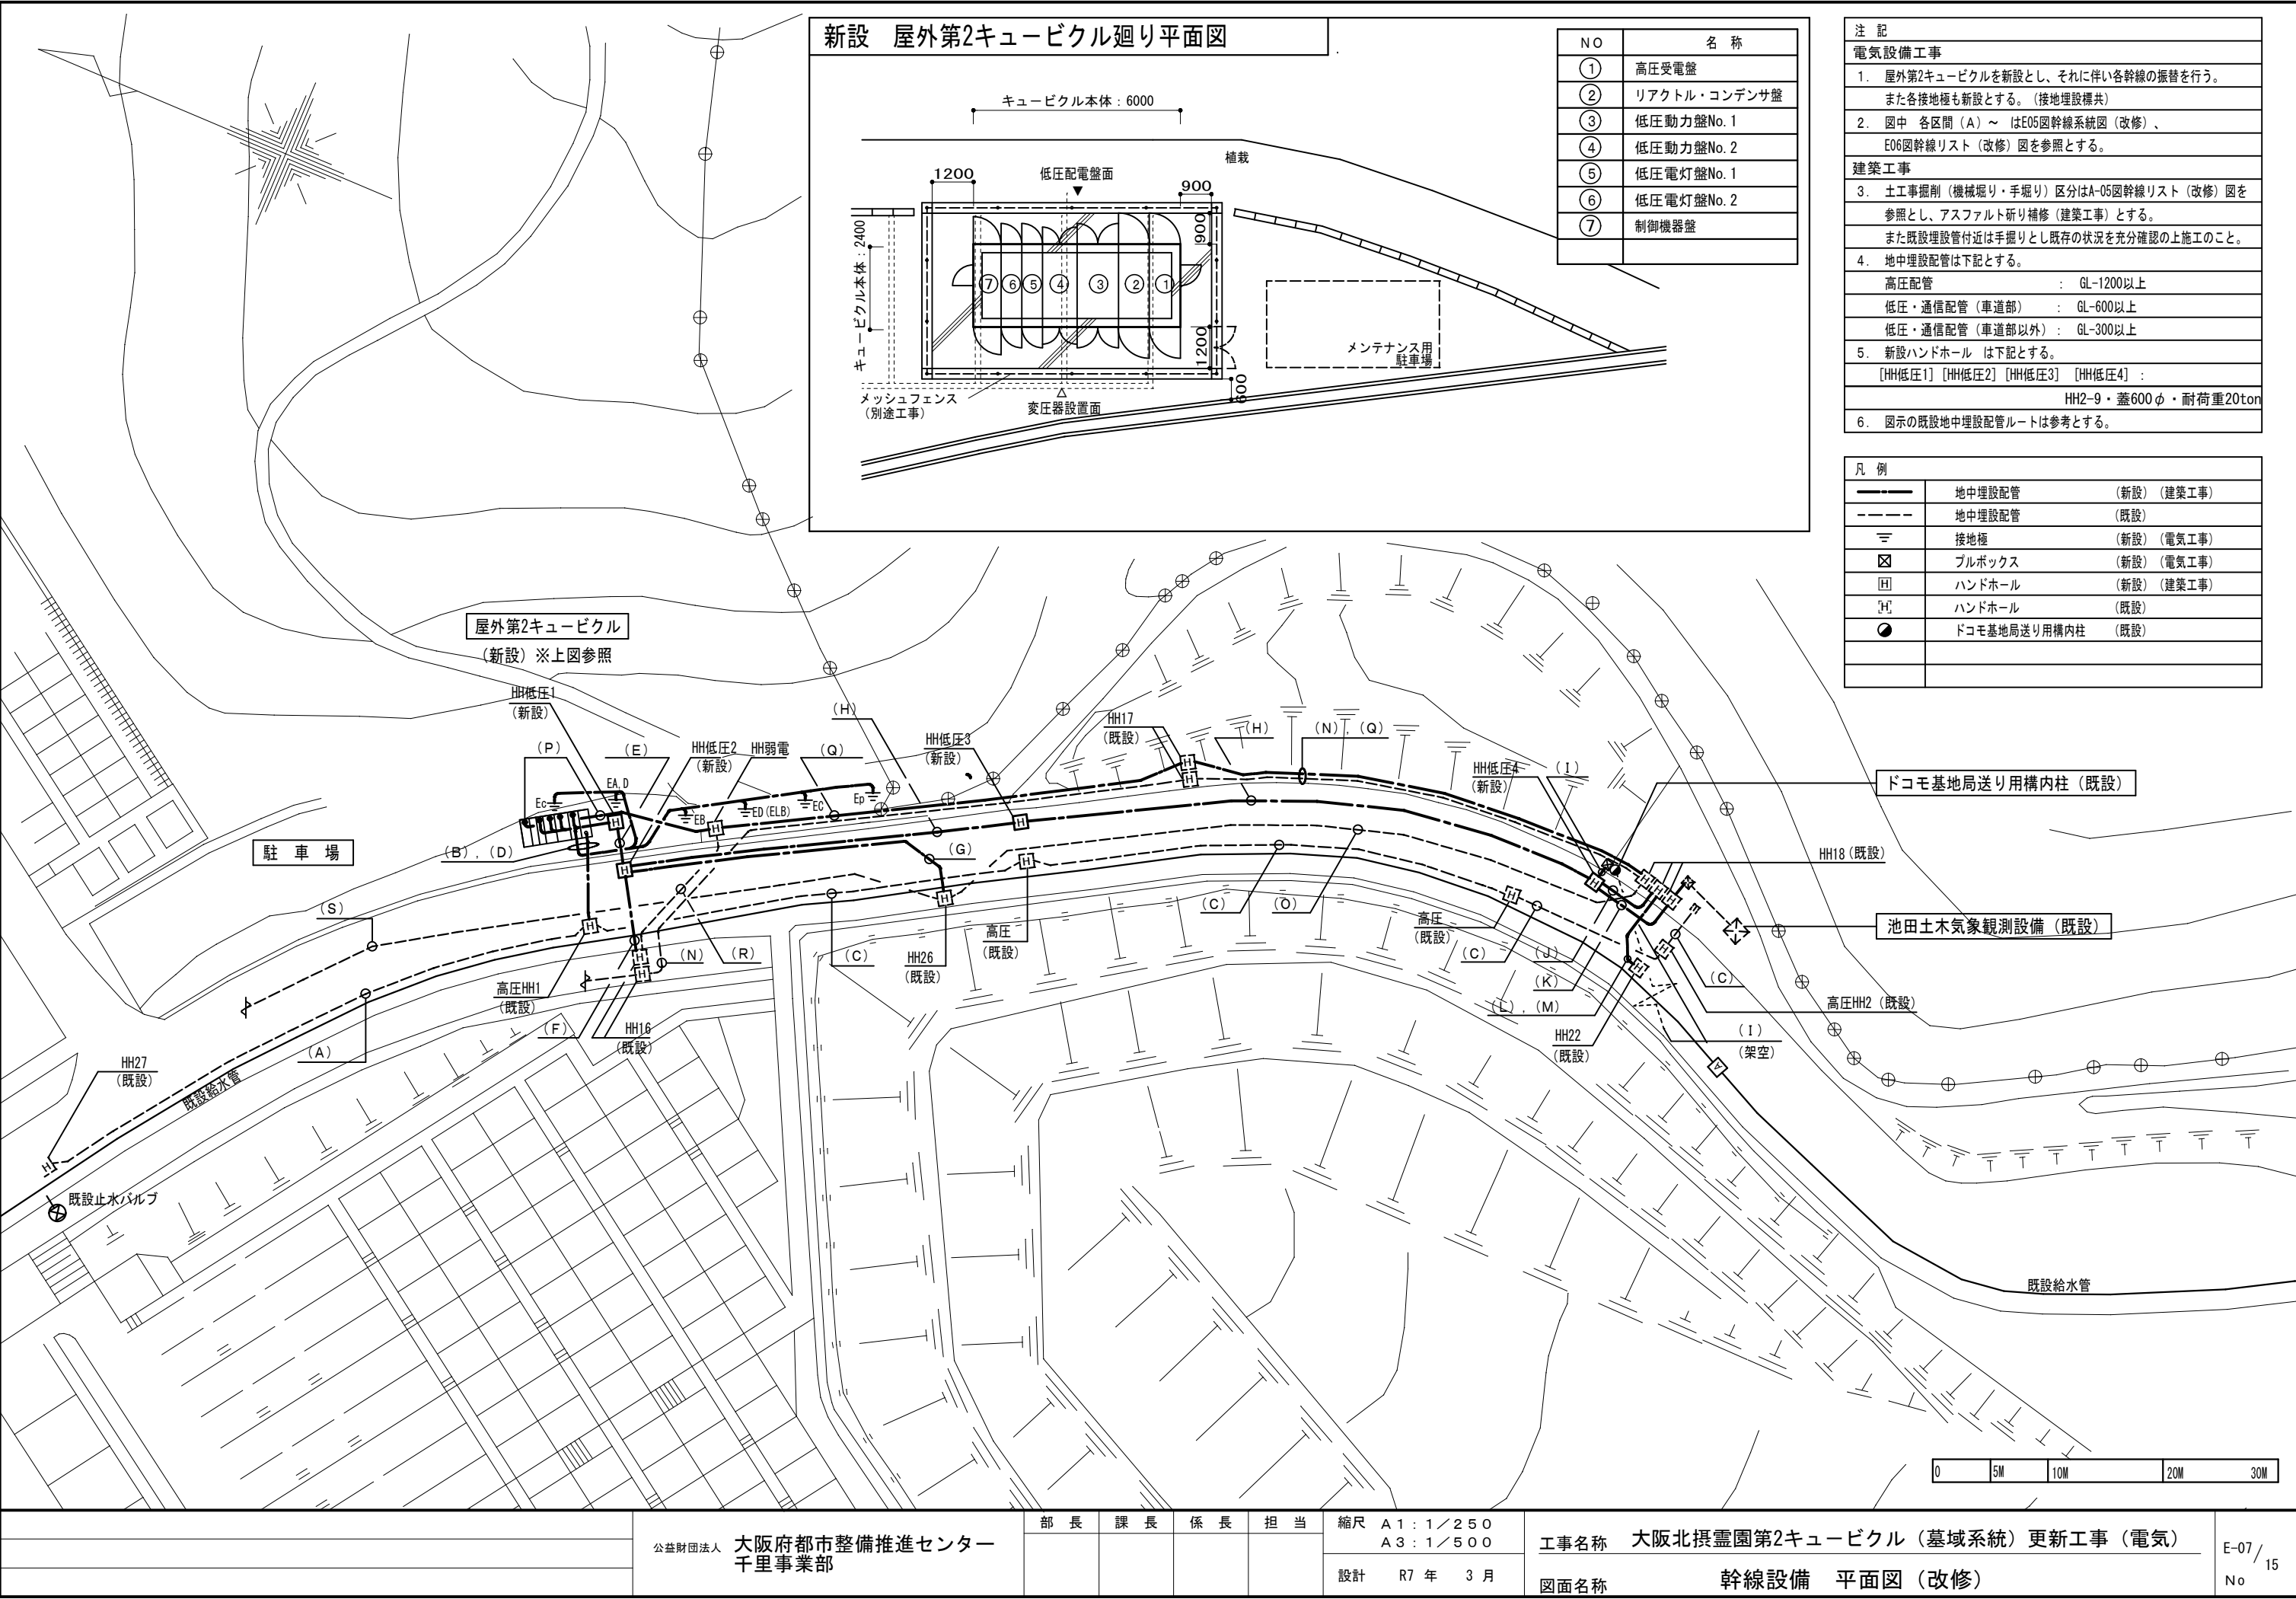 新設　屋外第2キュービクル廻り平面図
キュービクル本体：6000
植栽
1200
低圧配電盤面
900
キュービクル本体：2400
900
⑦ ⑥ ⑤ ④ ③ ② ①
1200
メンテナンス用
駐車場
600
メッシュフェンス
（別途工事）
変圧器設置面
NO 名　称
① 高圧受電盤
② リアクトル・コンデンサ盤
③ 低圧動力盤No.1
④ 低圧動力盤No.2
⑤ 低圧電灯盤No.1
⑥ 低圧電灯盤No.2
⑦ 制御機器盤
注　記
電気設備工事
1. 屋外第2キュービクルを新設とし、それに伴い各幹線の振替を行う。
また各接地極も新設とする。（接地埋設標共）
2. 図中　各区間（A）～　はE05図幹線系統図（改修）、
E06図幹線リスト（改修）図を参照とする。
建築工事
3. 土工事掘削（機械堀り・手堀り）区分はA-05図幹線リスト（改修）図を
参照とし、アスファルト斫り補修（建築工事）とする。
また既設埋設管付近は手掘りとし既存の状況を充分確認の上施工のこと。
4. 地中埋設配管は下記とする。
高圧配管 ： GL-1200以上
低圧・通信配管（車道部） ： GL-600以上
低圧・通信配管（車道部以外）： GL-300以上
5. 新設ハンドホール　は下記とする。
[HH低圧1] [HH低圧2] [HH低圧3] [HH低圧4] ：
HH2-9・蓋600φ・耐荷重20ton
6. 図示の既設地中埋設配管ルートは参考とする。
凡　例
地中埋設配管 （新設）（建築工事）
地中埋設配管 （既設）
接地極 （新設）（電気工事）
プルボックス （新設）（電気工事）
H ハンドホール （新設）（建築工事）
H ハンドホール （既設）
ドコモ基地局送り用構内柱 （既設）
屋外第2キュービクル
（新設）※上図参照
HH低圧1
（新設）
（P）
（E）
HH低圧2
（新設）
HH弱電
（Q）
（H）
HH低圧3
（新設）
HH17
（既設）
（H）
（N）,（Q）
HH低圧4
（新設）
（I）
ドコモ基地局送り用構内柱（既設）
Ec
EA,D
EB
ED(ELB)
EC
Ep
駐　車　場
（B）,（D）
（G）
HH18（既設）
（S）
（C）
（O）
高圧
（既設）
池田土木気象観測設備（既設）
高圧
（既設）
（N）
（R）
（C）
HH26
（既設）
（C）
（J）
（K）
（C）
高圧HH1
（既設）
（L）,（M）
高圧HH2（既設）
（F）
HH16
（既設）
HH22
（既設）
（I）
（架空）
（A）
HH27
（既設）
既設給水管
既設止水バルブ
既設給水管
0 5M 10M 20M 30M
公益財団法人　大阪府都市整備推進センター
千里事業部
部　長 課　長 係　長 担　当
縮尺 A1：1／250
A3：1／500
設計 R7 年 3 月
工事名称 大阪北摂霊園第2キュービクル（墓域系統）更新工事（電気）
図面名称 幹線設備　平面図（改修）
E-07/15
No